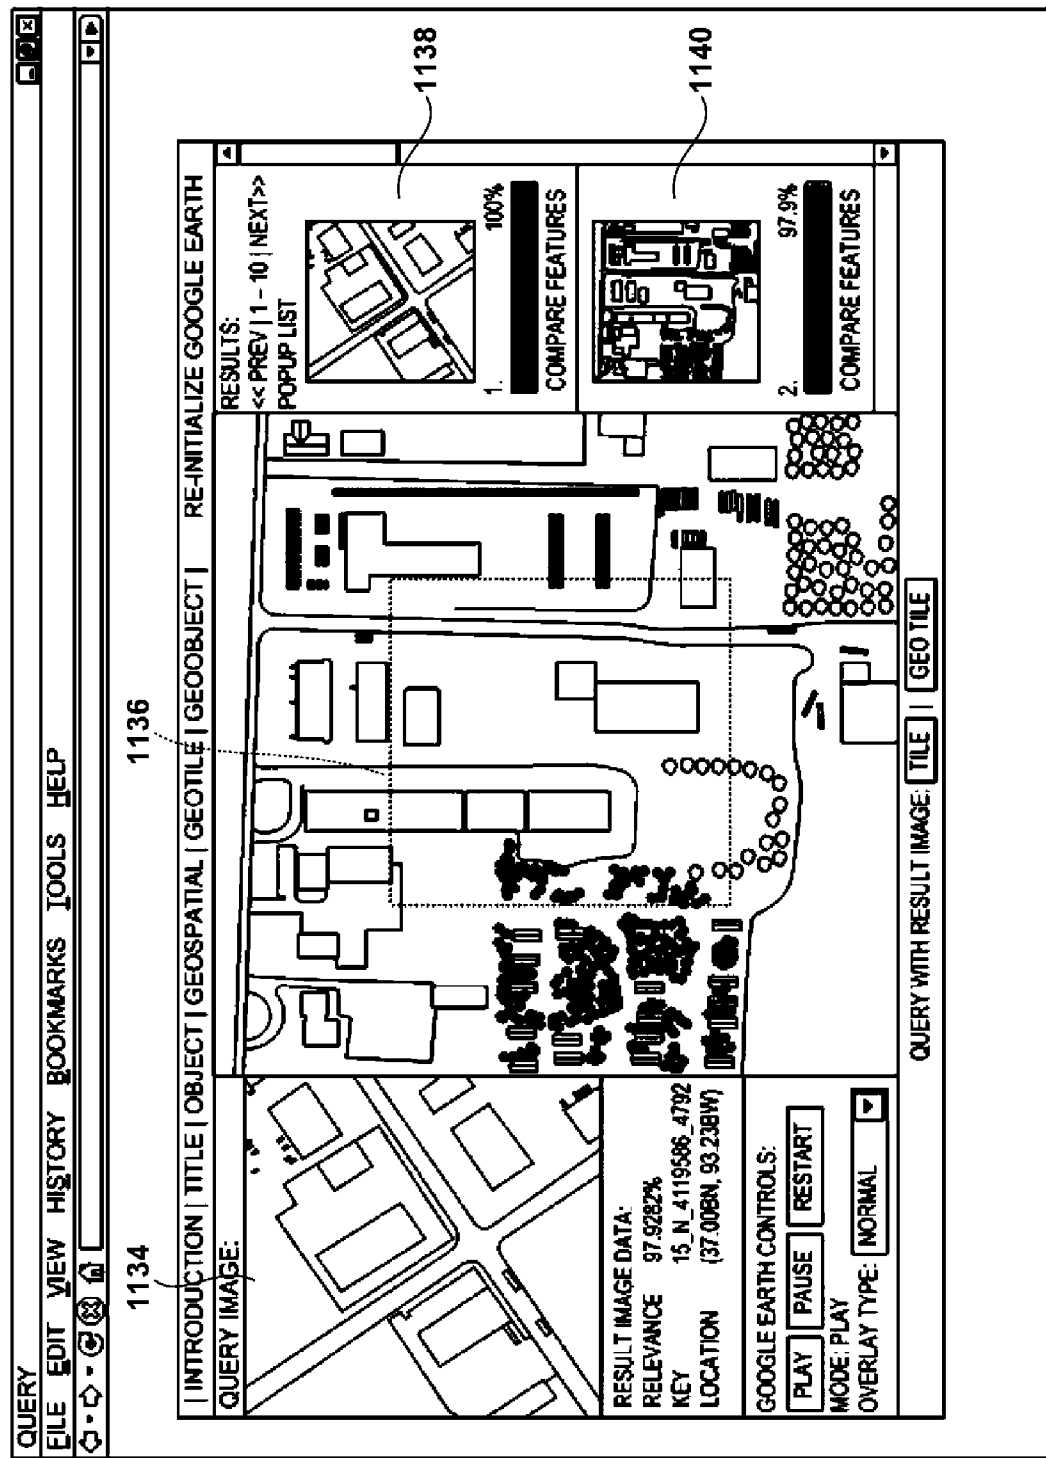 QUERY
FILE EDIT VIEW HISTORY BOOKMARKS TOOLS HELP
1134
1136
1138
1140
| INTRODUCTION | TITLE | OBJECT | GEOSPATIAL | GEOTILE | GEOOBJECT | RE-INITIALIZE GOOGLE EARTH
QUERY IMAGE:
RESULT IMAGE DATA:
RELEVANCE 97.9282%
KEY 15_N_4119586_4792
LOCATION (37.00BN, 93.23BW)
GOOGLE EARTH CONTROLS:
PLAY PAUSE RESTART
MODE: PLAY
OVERLAY TYPE: NORMAL
RESULTS:
<< PREV | 1 – 10 | NEXT>>
POPUP LIST
1. 100%
COMPARE FEATURES
2. 97.9%
COMPARE FEATURES
QUERY WITH RESULT IMAGE: TILE | GEO TILE